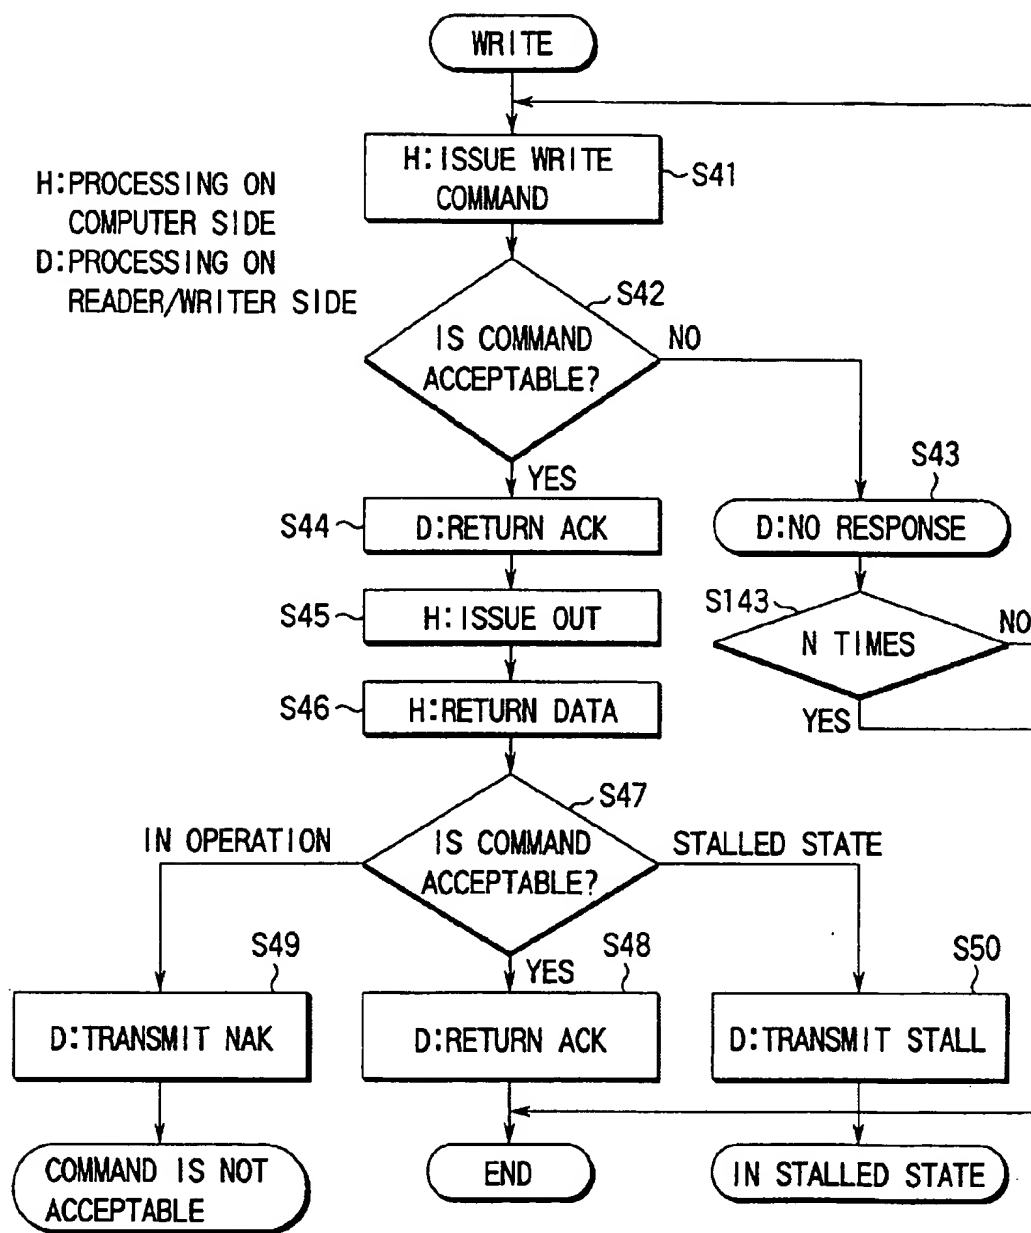 WRITE
H:ISSUE WRITE
COMMAND
S41
H:PROCESSING ON
COMPUTER SIDE
D:PROCESSING ON
READER/WRITER SIDE
S42
IS COMMAND
ACCEPTABLE?
NO
YES
S43
D:NO RESPONSE
S44
D:RETURN ACK
S143
N TIMES
NO
YES
S45
H:ISSUE OUT
S46
H:RETURN DATA
S47
IS COMMAND
ACCEPTABLE?
IN OPERATION
STALLED STATE
YES
S49
D:TRANSMIT NAK
S48
D:RETURN ACK
S50
D:TRANSMIT STALL
COMMAND IS NOT
ACCEPTABLE
END
IN STALLED STATE